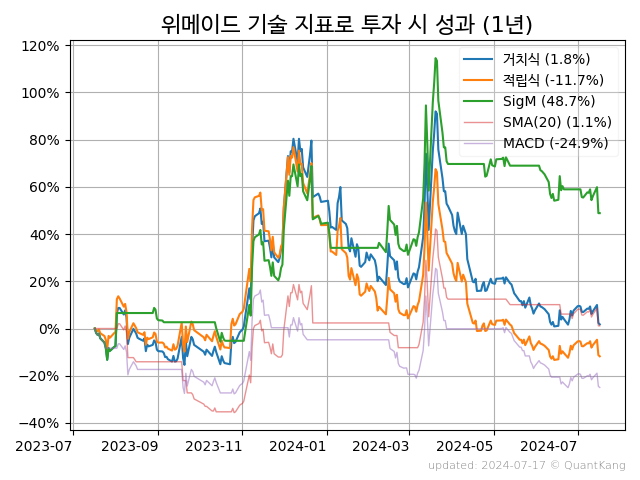 위메이드 기술 지표로 투자 시 성과 (1년)
120%
100%
80%
60%
40%
20%
0%
−20%
−40%
거치식 (1.8%)
적립식 (-11.7%)
SigM (48.7%)
SMA(20) (1.1%)
MACD (-24.9%)
2023-07 2023-09 2023-11 2024-01 2024-03 2024-05 2024-07
updated: 2024-07-17 © QuantKang